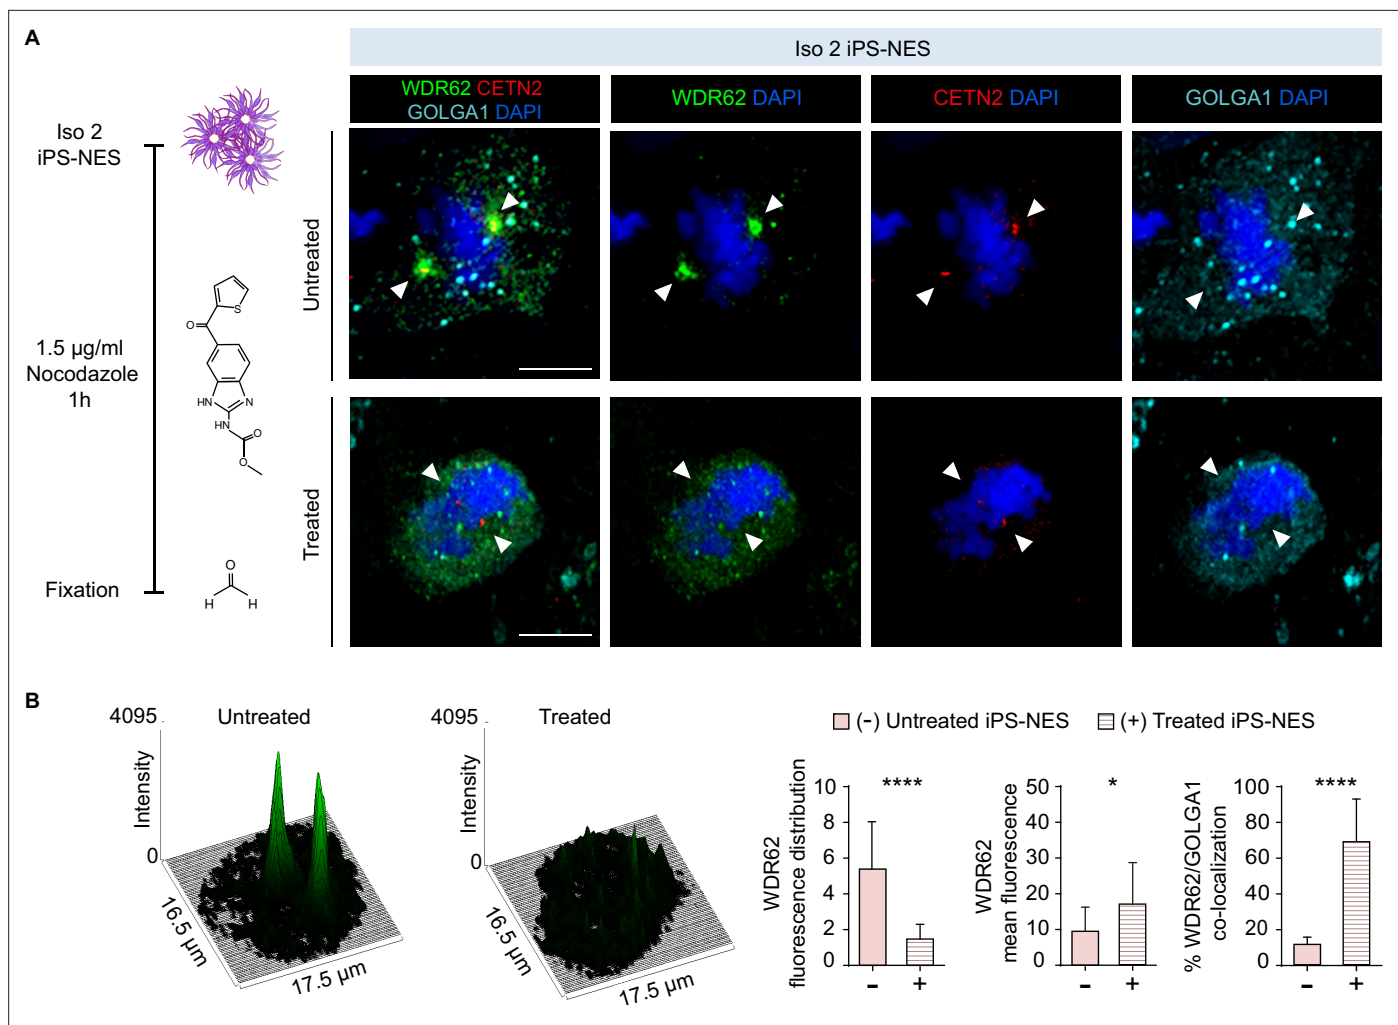 A
Iso 2 iPS-NES
WDR62 CETN2
GOLGA1 DAPI
WDR62 DAPI
CETN2 DAPI
GOLGA1 DAPI
Iso 2
iPS-NES
Untreated
S
O
HN
N
NH
O
O
1.5 µg/ml
Nocodazole
1h
Treated
Fixation
O
H
H
B
4095
Untreated
Intensity
0
16.5 µm
17.5 µm
4095
Treated
Intensity
0
16.5 µm
17.5 µm
(-) Untreated iPS-NES
(+) Treated iPS-NES
WDR62
fluorescence distribution
10
8
6
4
2
0
****
- +
WDR62
mean fluorescence
50
40
30
20
10
0
*
- +
% WDR62/GOLGA1
co-localization
100
80
60
40
20
0
****
- +